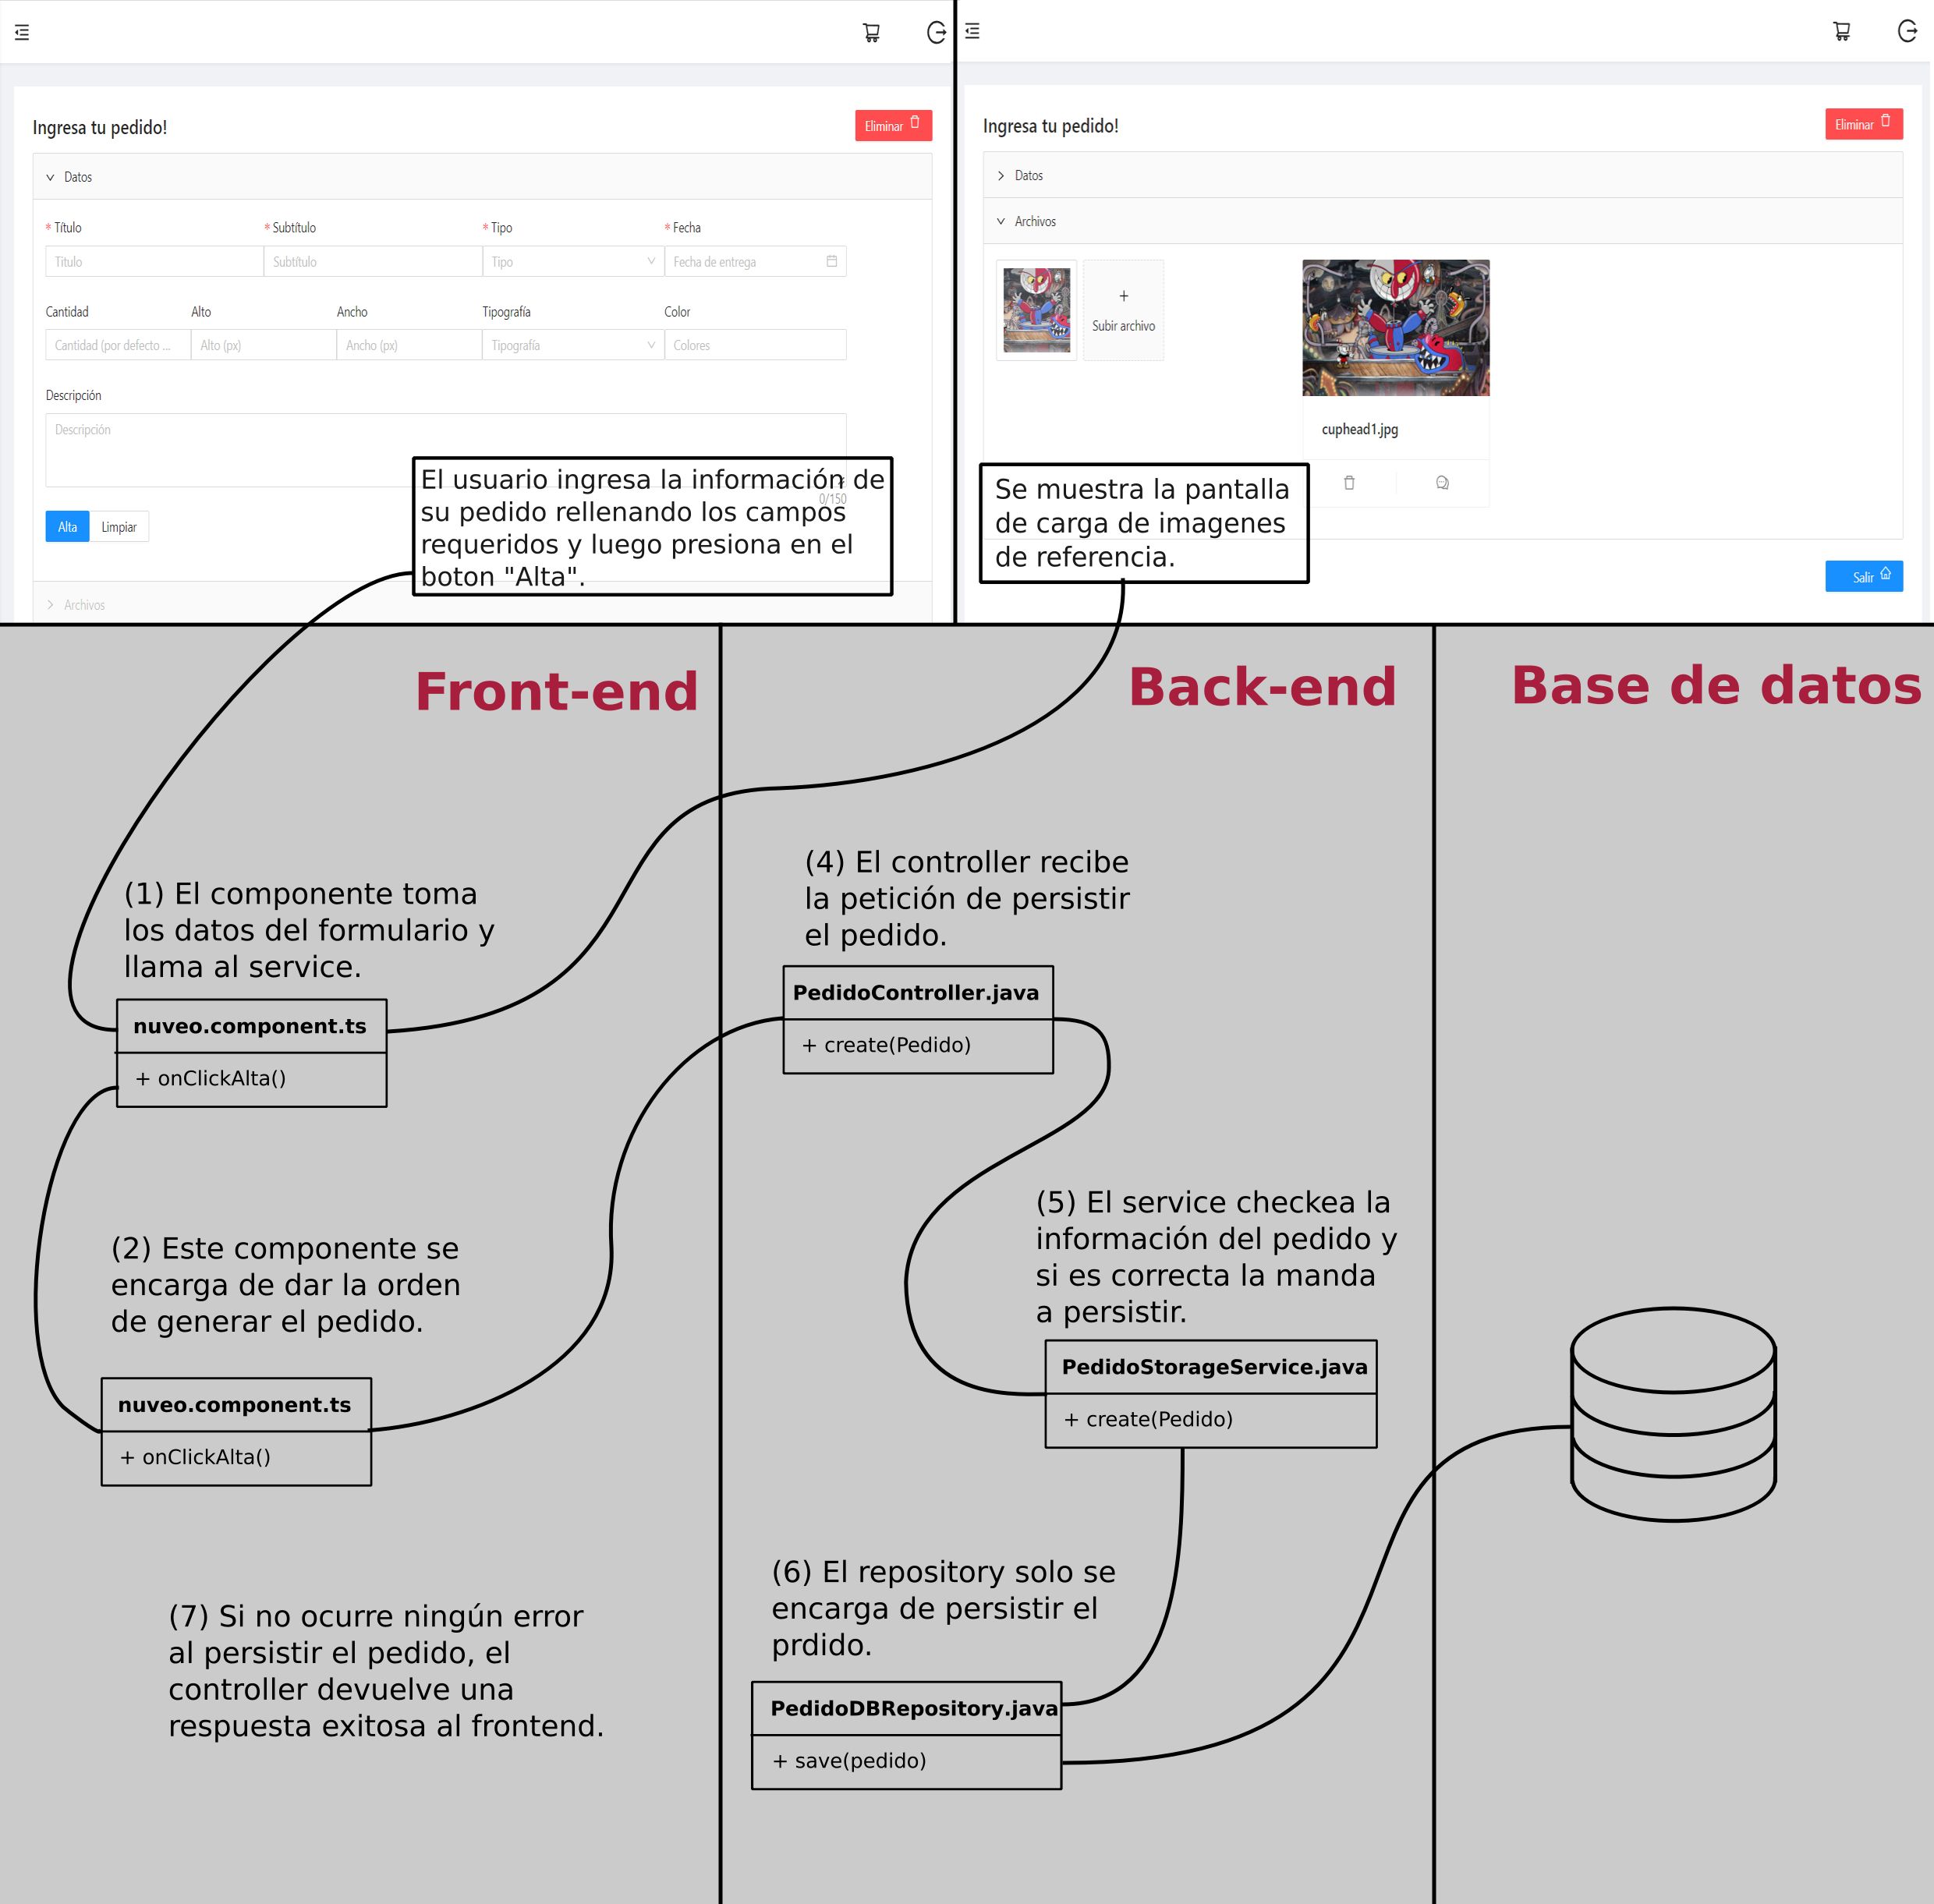 Ingresa tu pedido!
Eliminar
Datos
* Título
* Subtítulo
* Tipo
* Fecha
Titulo
Subtítulo
Tipo
Fecha de entrega
Cantidad
Alto
Ancho
Tipografía
Color
Cantidad (por defecto ...
Alto (px)
Ancho (px)
Tipografía
Colores
Descripción
Descripción
0/150
Alta
Limpiar
Archivos
El usuario ingresa la información de
su pedido rellenando los campos
requeridos y luego presiona en el
boton "Alta".
Ingresa tu pedido!
Eliminar
Datos
Archivos
+
Subir archivo
cuphead1.jpg
Se muestra la pantalla
de carga de imagenes
de referencia.
Salir
Front-end
Back-end
Base de datos
(1) El componente toma
los datos del formulario y
llama al service.
nuveo.component.ts
+ onClickAlta()
(2) Este componente se
encarga de dar la orden
de generar el pedido.
nuveo.component.ts
+ onClickAlta()
(7) Si no ocurre ningún error
al persistir el pedido, el
controller devuelve una
respuesta exitosa al frontend.
(4) El controller recibe
la petición de persistir
el pedido.
PedidoController.java
+ create(Pedido)
(5) El service checkea la
información del pedido y
si es correcta la manda
a persistir.
PedidoStorageService.java
+ create(Pedido)
(6) El repository solo se
encarga de persistir el
prdido.
PedidoDBRepository.java
+ save(pedido)